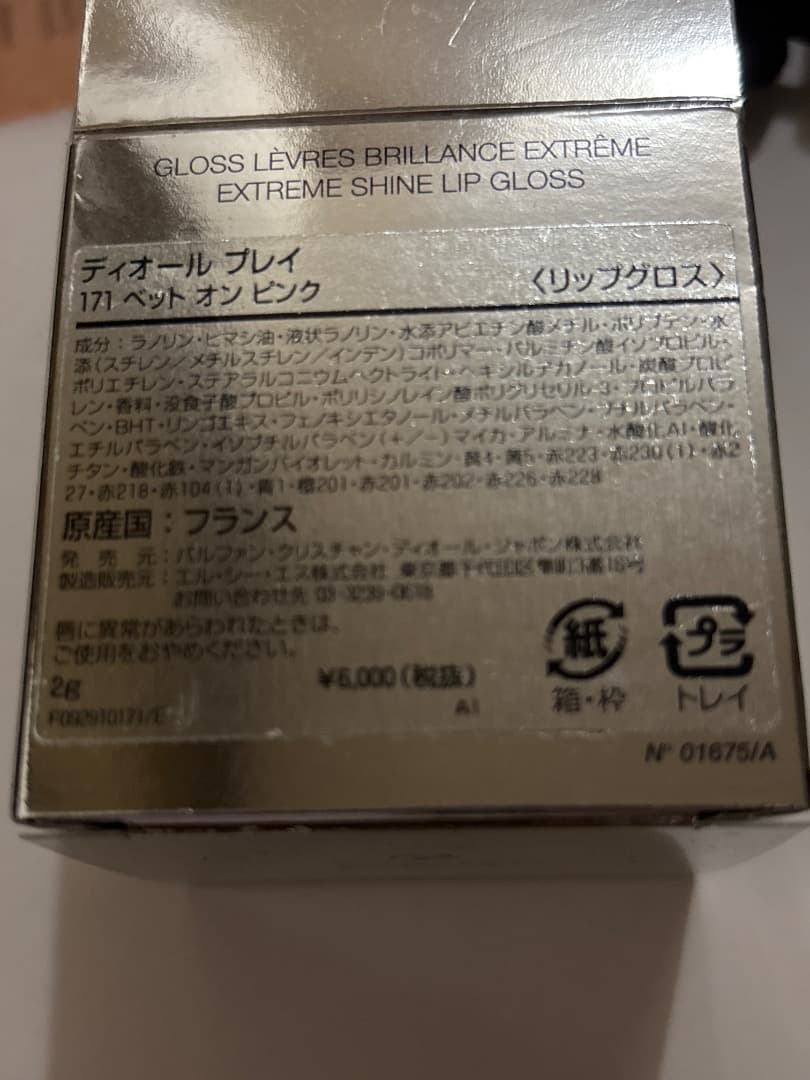 GLOSS LÈVRES BRILLANCE EXTRÊME
EXTREME SHINE LIP GLOSS
ディオール プレイ
171 ベット オン ピンク
〈リップグロス〉
成分：ラノリン・ヒマシ油・液状ラノリン・水添アビエチン酸メチル・ポリブテン・水
添(スチレン／メチルスチレン／インデン)コポリマー・パルミチン酸イソプロピル・
ポリエチレン・ステアラルコニウムヘクトライト・ヘキシルデカノール・炭酸プロピ
レン・香料・没食子酸プロピル・ポリリシノレイン酸ポリグリセリル-3・プロピルパラ
ベン・BHT・リンゴエキス・フェノキシエタノール・メチルパラベン・ブチルパラベン・
エチルパラベン・イソブチルパラベン(＋/－)マイカ・アルミナ・水酸化Al・酸化
チタン・酸化鉄・マンガンバイオレット・カルミン・黄4・黄5・赤223・赤230(1)・赤2
27・赤218・赤104(1)・青1・橙201・赤201・赤202・赤226・赤228
原産国：フランス
発 売 元：パルファン・クリスチャン・ディオール・ジャポン株式会社
製造販売元：エル・シー・エス株式会社 東京都千代田区
お問い合わせ先 03-3239-0618
唇に異常があらわれたときは、
ご使用をおやめください。
2g
¥6,000(税抜)
A1
F092910171/E
紙
箱・枠
プラ
トレイ
N° 01675/A